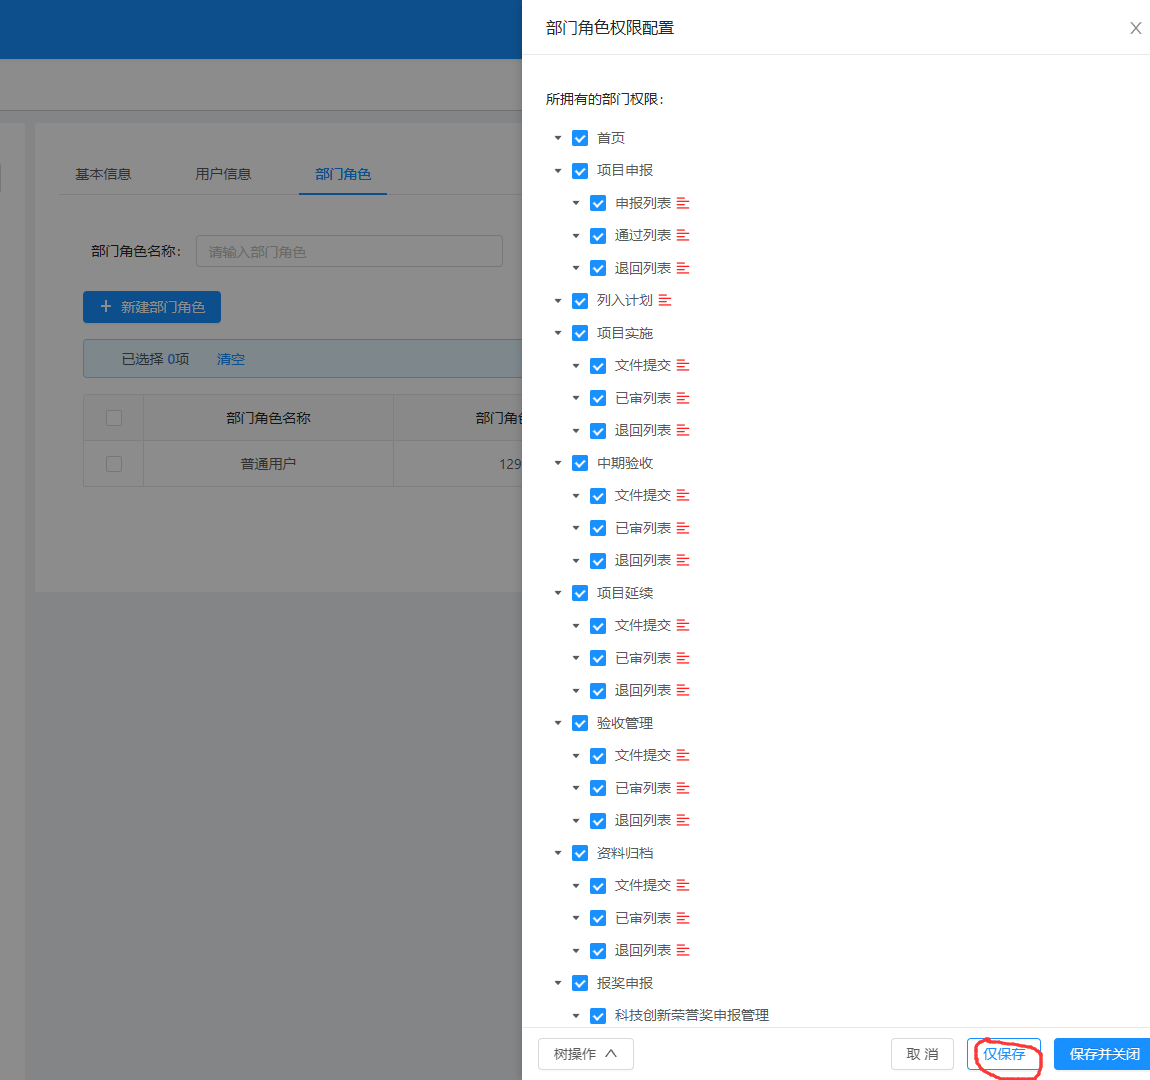 部门角色权限配置
基本信息 用户信息 部门角色
部门角色名称：
请输入部门角色
新建部门角色
已选择 0项 清空
部门角色名称 部门角
普通用户 129
所拥有的部门权限：
首页
项目申报
申报列表
通过列表
退回列表
列入计划
项目实施
文件提交
已审列表
退回列表
中期验收
文件提交
已审列表
退回列表
项目延续
文件提交
已审列表
退回列表
验收管理
文件提交
已审列表
退回列表
资料归档
文件提交
已审列表
退回列表
报奖申报
科技创新荣誉奖申报管理
树操作 取 消 仅保存 保存并关闭